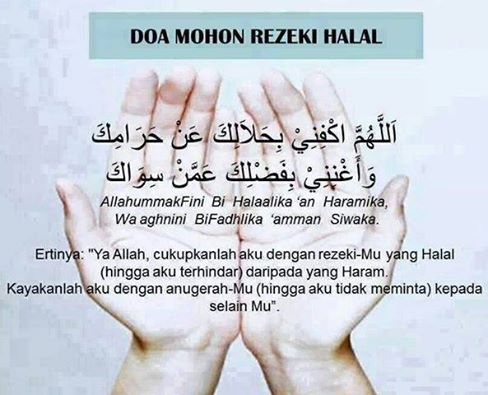 DOA MOHON REZEKI HALAL
اَللَّهُمَّ اكْفِنِيْ بِحَلاَلِكَ عَنْ حَرَامِكَ
وَأَغْنِنِيْ بِفَضْلِكَ عَمَّنْ سِوَاكَ
AllahummakFini Bi Halaalika ‘an Haramika,
Wa aghnini BiFadhlika ‘amman Siwaka.
Ertinya: "Ya Allah, cukupkanlah aku dengan rezeki-Mu yang Halal
(hingga aku terhindar) daripada yang Haram.
Kayakanlah aku dengan anugerah-Mu (hingga aku tidak meminta) kepada
selain Mu”.